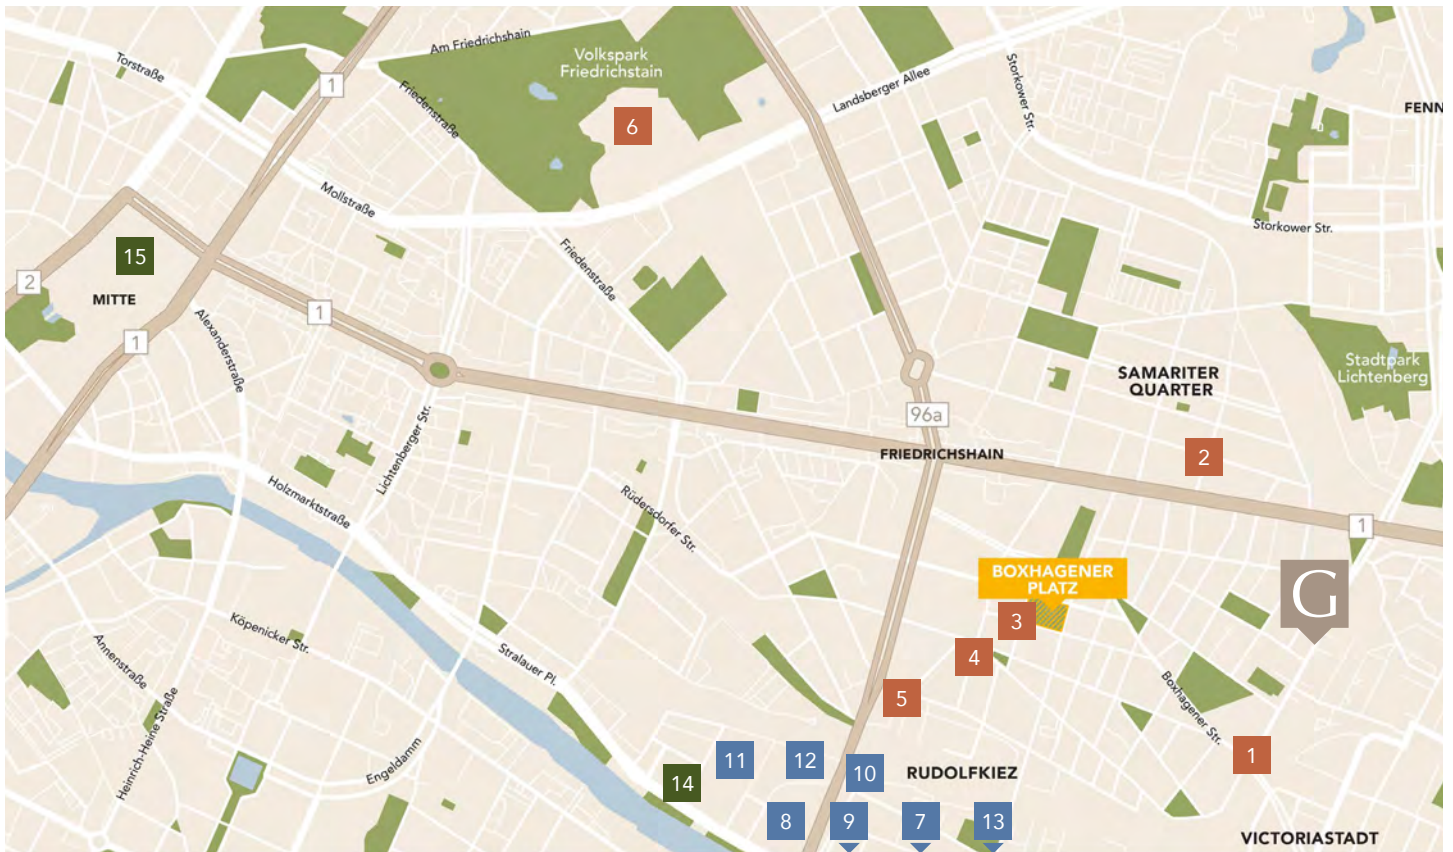 Am Friedrichshain
Volkspark
Friedrichstain
Torstraße
1
Friedenstraße
6
Landsberger Allee
Storkower Str.
FENN
Mollstraße
Storkower Str.
15
2
MITTE
Friedenstraße
1
1
Alexanderstraße
Stadtpark
Lichtenberg
SAMARITER
QUARTER
96a
Lichtenberger Str.
FRIEDRICHSHAIN
2
Holzmarktstraße
Rüdersdorfer Str.
1
BOXHAGENER
PLATZ
G
3
Köpenicker Str.
4
Annenstraße
Stralauer Pl.
5
Boxhagener Str.
Heinrich-Heine Straße
1
Engeldamm
11
12
10
RUDOLFKIEZ
14
8
9
7
13
VICTORIASTADT